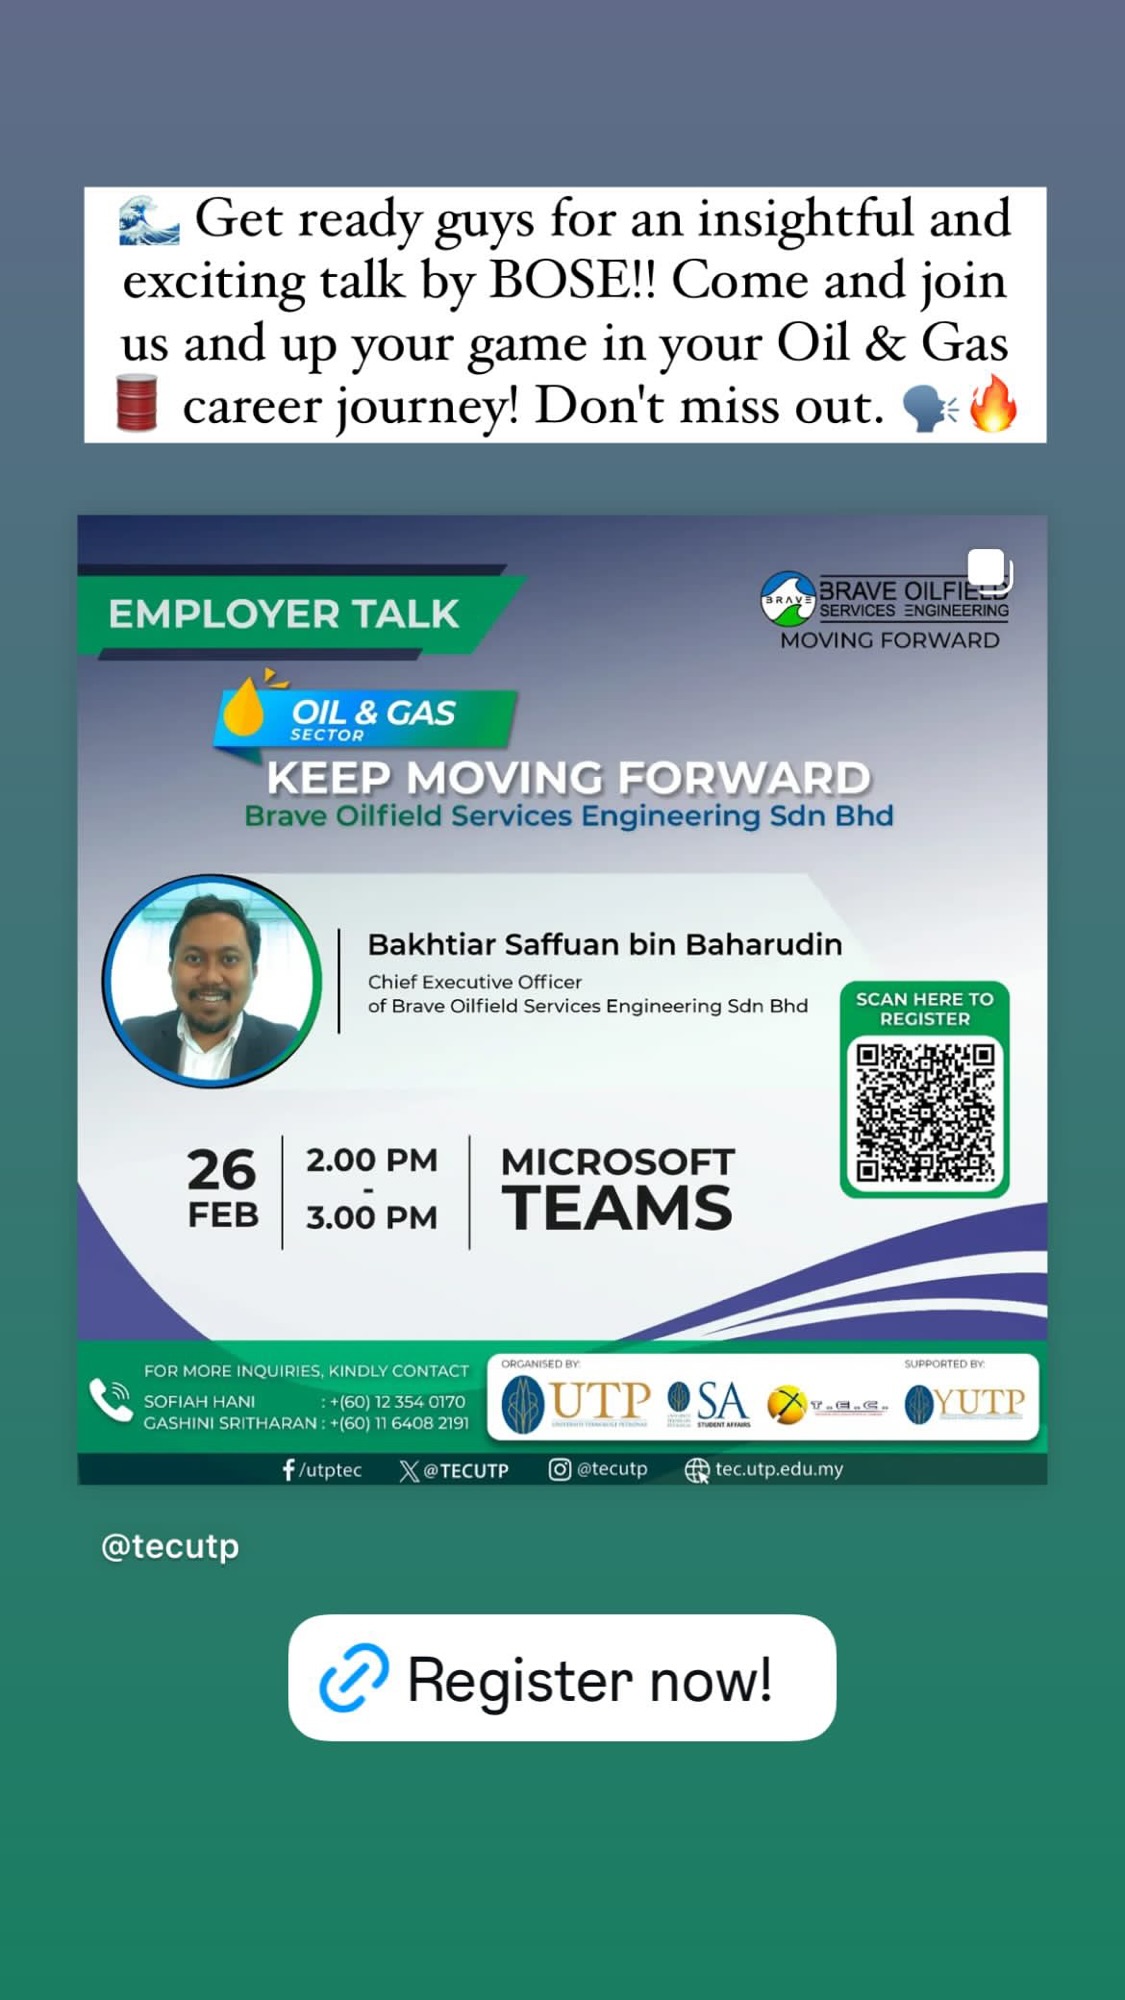 🌊 Get ready guys for an insightful and
exciting talk by BOSE!! Come and join
us and up your game in your Oil & Gas
🛢️ career journey! Don't miss out. 🗣️🔥
EMPLOYER TALK
BRAVE
BRAVE OILFIELD
SERVICES ENGINEERING
MOVING FORWARD
OIL & GAS
SECTOR
KEEP MOVING FORWARD
Brave Oilfield Services Engineering Sdn Bhd
Bakhtiar Saffuan bin Baharudin
Chief Executive Officer
of Brave Oilfield Services Engineering Sdn Bhd
SCAN HERE TO
REGISTER
26
FEB
2.00 PM
-
3.00 PM
MICROSOFT
TEAMS
FOR MORE INQUIRIES, KINDLY CONTACT
SOFIAH HANI : +(60) 12 354 0170
GASHINI SRITHARAN : +(60) 11 6408 2191
ORGANISED BY:
UTP
UNIVERSITI TEKNOLOGI PETRONAS
SA
STUDENT AFFAIRS
T.E.C.
SUPPORTED BY:
YUTP
/utptec
@TECUTP
@tecutp
tec.utp.edu.my
@tecutp
Register now!